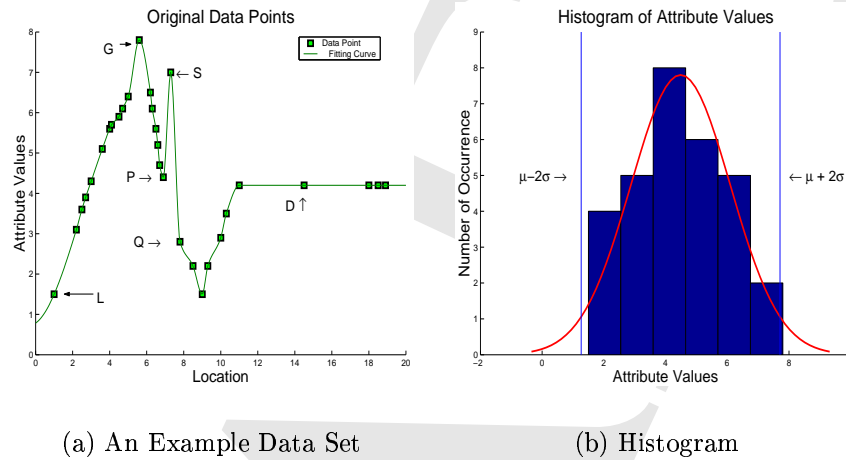 Original Data Points
G →
Data Point
Fitting Curve
← S
P →
Q →
D ↑
← L
Attribute Values
0 1 2 3 4 5 6 7 8
0 2 4 6 8 10 12 14 16 18 20
Location
(a) An Example Data Set
Histogram of Attribute Values
μ−2σ →
← μ + 2σ
Number of Occurrence
0 1 2 3 4 5 6 7 8 9
−2 0 2 4 6 8
Attribute Values
(b) Histogram